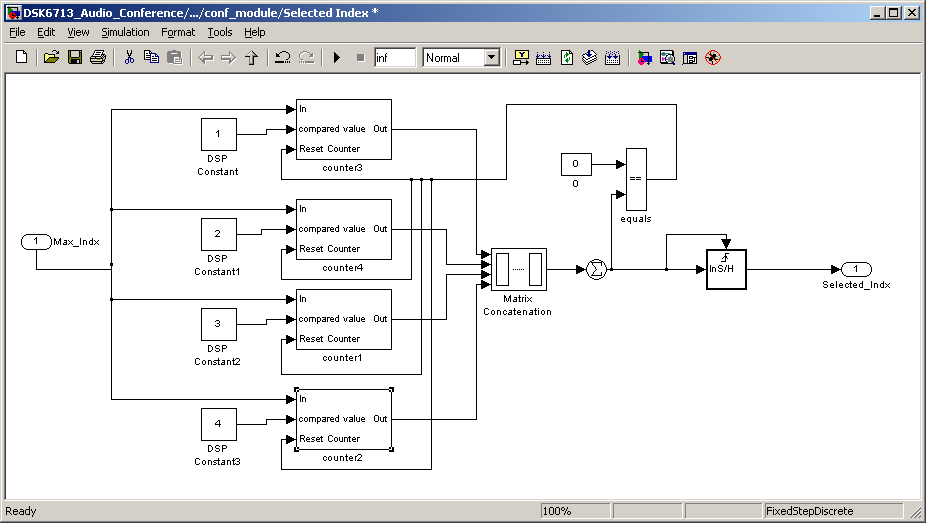 DSK6713_Audio_Conference/.../conf_module/Selected Index *
File Edit View Simulation Format Tools Help
inf Normal
In
compared value Out
Reset Counter
counter3
1
DSP
Constant
In
compared value Out
Reset Counter
counter4
2
DSP
Constant1
1 Max_Indx
In
compared value Out
Reset Counter
counter1
3
DSP
Constant2
In
compared value Out
Reset Counter
counter2
4
DSP
Constant3
Matrix
Concatenation
Σ
0
0
==
equals
In S/H
1
Selected_Indx
Ready 100% FixedStepDiscrete